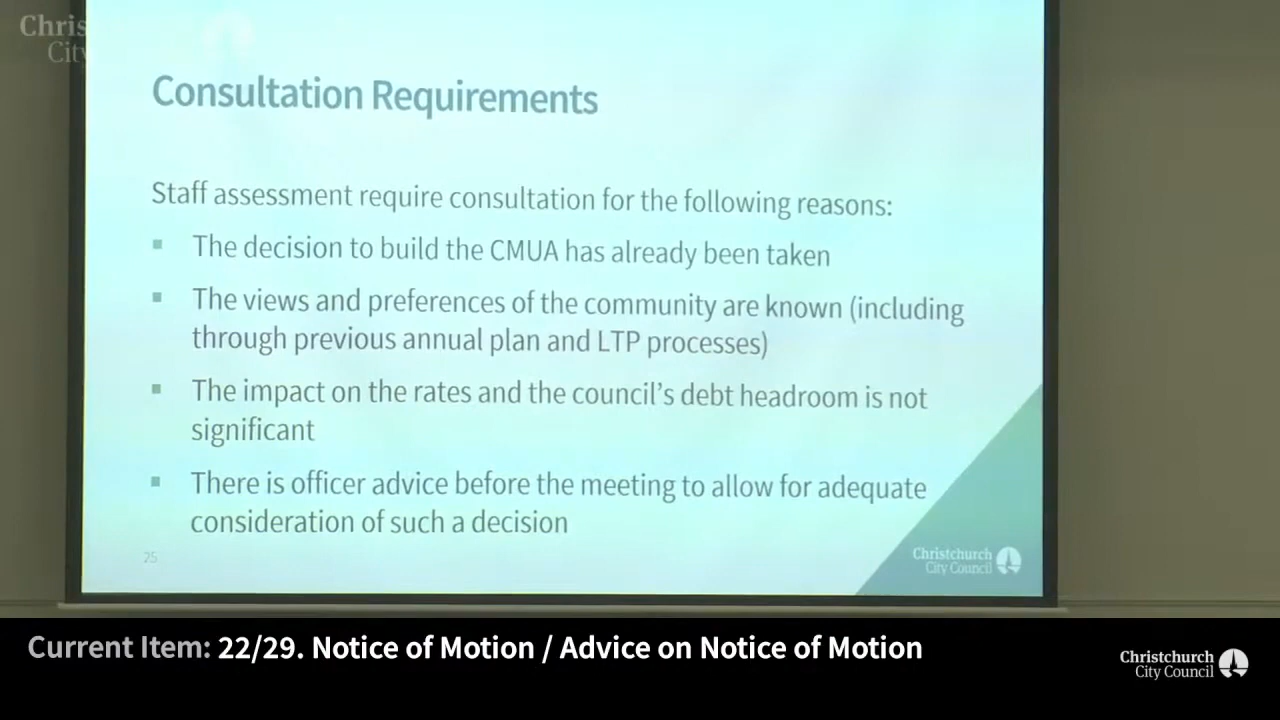 Chris
City
Consultation Requirements
Staff assessment require consultation for the following reasons:
The decision to build the CMUA has already been taken
The views and preferences of the community are known (including
through previous annual plan and LTP processes)
The impact on the rates and the council's debt headroom is not
significant
There is officer advice before the meeting to allow for adequate
consideration of such a decision
25
Christchurch
City Council
Current Item: 22/29. Notice of Motion / Advice on Notice of Motion
Christchurch
City Council